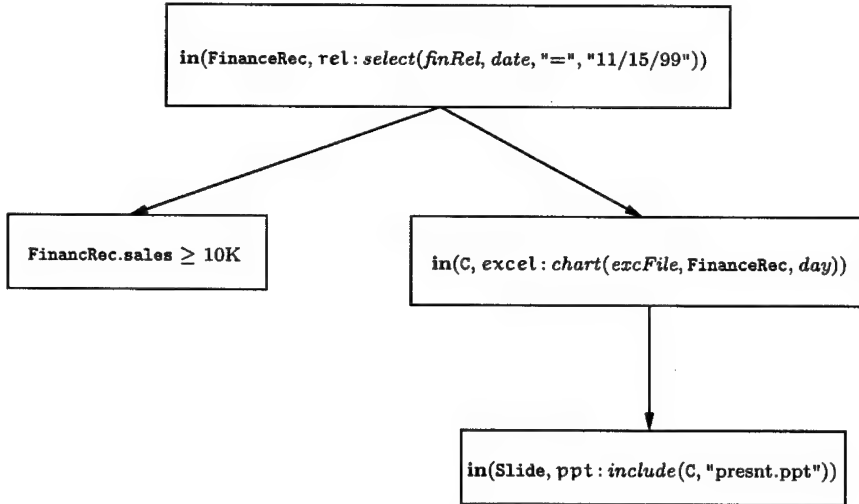 in(FinanceRec, rel: select(finRel, date, "=", "11/15/99"))
FinancRec.sales ≥ 10K
in(C, excel: chart(excFile, FinanceRec, day))
in(Slide, ppt: include(C, "presnt.ppt"))